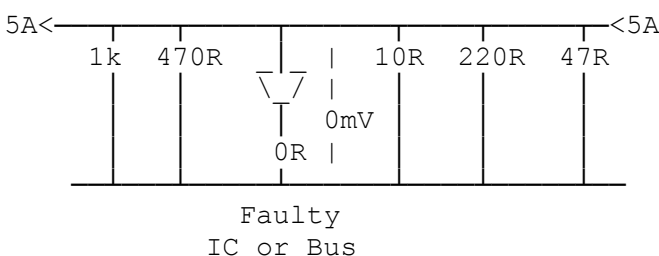 5A< <5A
1k 470R 10R 220R 47R
0mV
0R
Faulty
IC or Bus